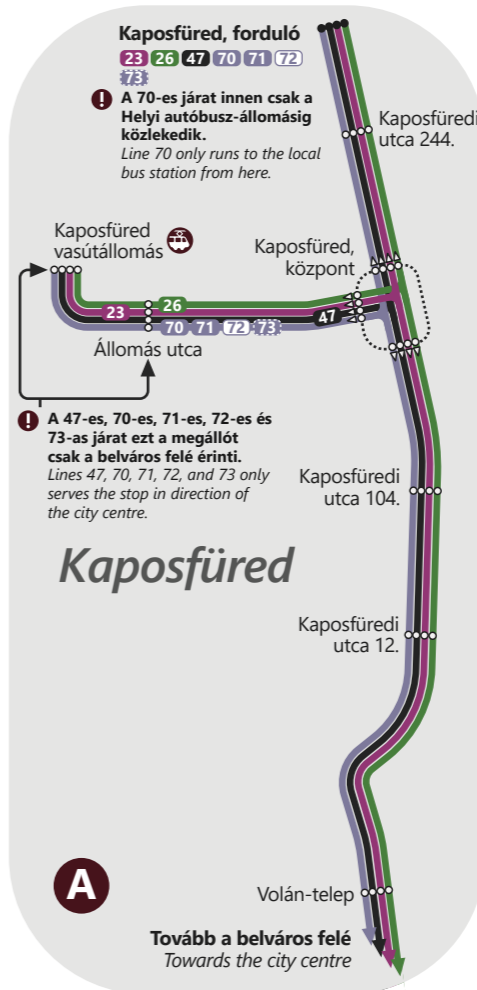 Kaposfüred, forduló
23 26 47 70 71 72
73
! A 70-es járat innen csak a
Helyi autóbusz-állomásig
közlekedik.
Line 70 only runs to the local
bus station from here.
Kaposfüredi
utca 244.
Kaposfüred
vasútállomás
Kaposfüred,
központ
23 26
47
70 71 72 73
Állomás utca
! A 47-es, 70-es, 71-es, 72-es és
73-as járat ezt a megállót
csak a belváros felé érinti.
Lines 47, 70, 71, 72, and 73 only
serves the stop in direction of
the city centre.
Kaposfüredi
utca 104.
Kaposfüred
Kaposfüredi
utca 12.
A
Volán-telep
Tovább a belváros felé
Towards the city centre